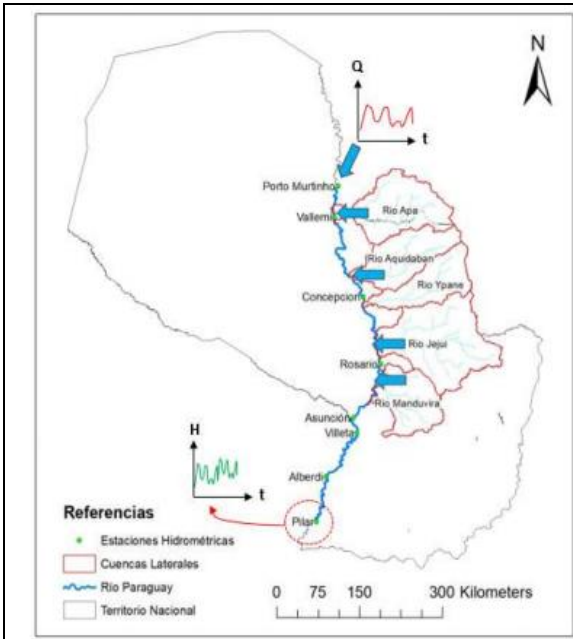 N
Q
t
Porto Murtinho
Rio Apa
Vallemi
Rio Aquidaban
Rio Ypane
Concepcion
Rio Jejui
Rosario
Rio Manduvira
Asunción
Villeta
H
t
Alberdi
Pilar
Referencias
Estaciones Hidrométricas
Cuencas Laterales
Río Paraguay
Territorio Nacional
0 75 150 300 Kilometers